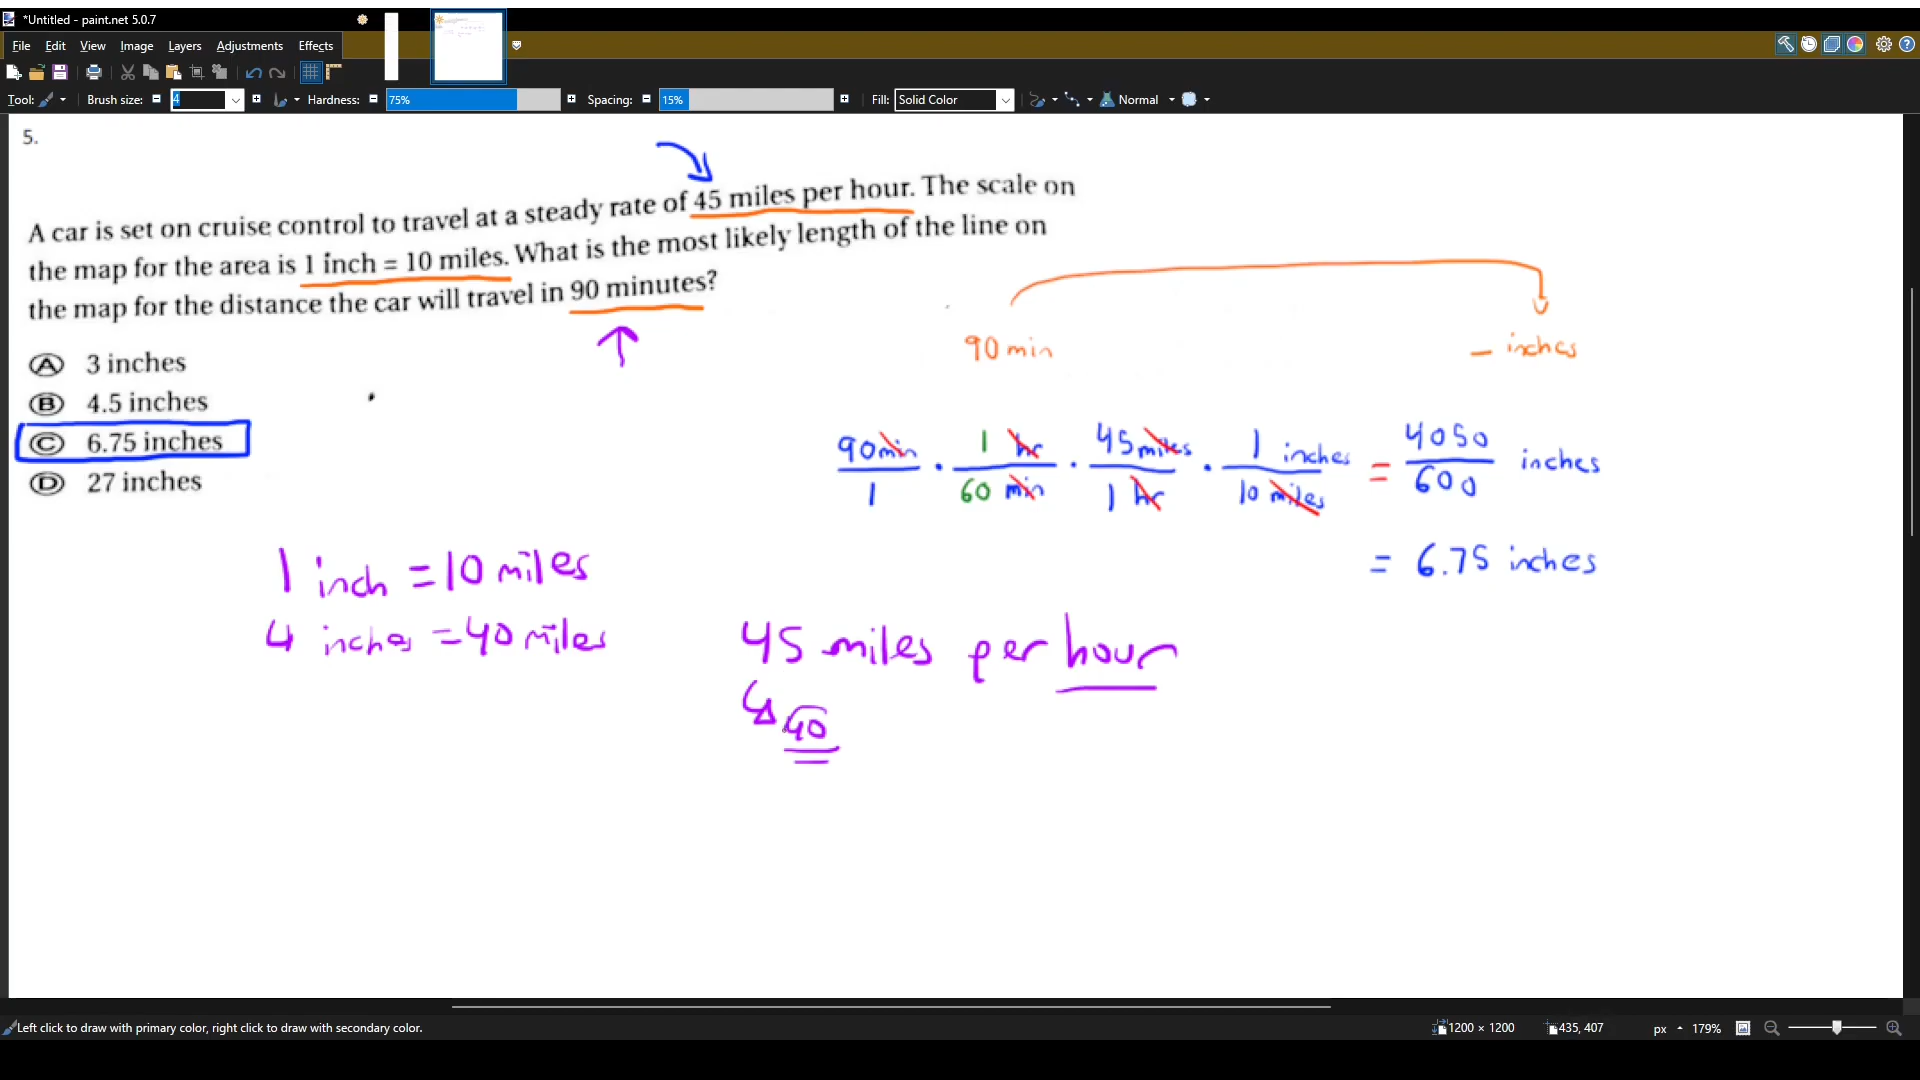 *Untitled - paint.net 5.0.7
File Edit View Image Layers Adjustments Effects
Tool: Brush size: 4 Hardness: 75% Spacing: 15% Fill: Solid Color Normal
5.
A car is set on cruise control to travel at a steady rate of 45 miles per hour. The scale on
the map for the area is 1 inch = 10 miles. What is the most likely length of the line on
the map for the distance the car will travel in 90 minutes?
A 3 inches
B 4.5 inches
C 6.75 inches
D 27 inches
90 min — inches
90 min / 1 · 1 hr / 60 min · 45 miles / 1 hr · 1 inches / 10 miles = 4050 / 600 inches
= 6.75 inches
1 inch = 10 miles
4 inches = 40 miles
45 miles per hour
40
Left click to draw with primary color, right click to draw with secondary color.
1200 × 1200 435, 407 px 179%